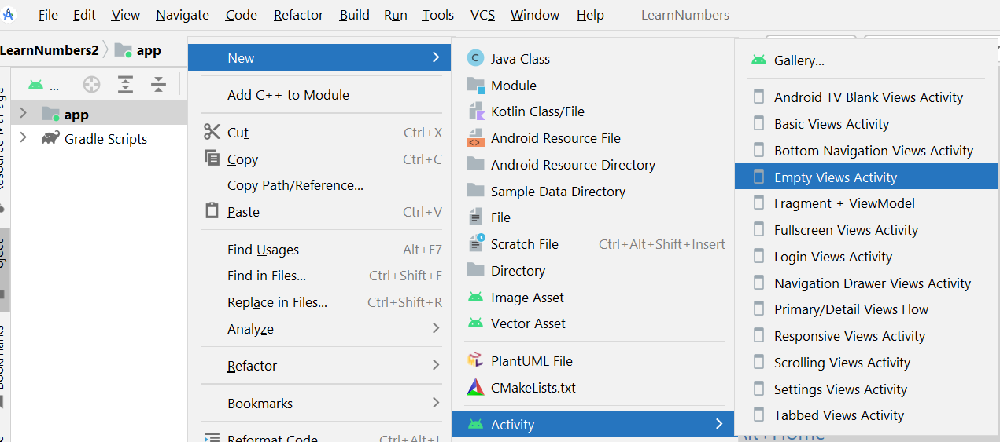 File Edit View Navigate Code Refactor Build Run Tools VCS Window Help LearnNumbers
LearnNumbers2 app
...
app
Gradle Scripts
Project
New
Add C++ to Module
Cut Ctrl+X
Copy Ctrl+C
Copy Path/Reference...
Paste Ctrl+V
Find Usages Alt+F7
Find in Files... Ctrl+Shift+F
Replace in Files... Ctrl+Shift+R
Analyze
Refactor
Bookmarks
Reformat Code Ctrl+Alt+L
Java Class
Module
Kotlin Class/File
Android Resource File
Android Resource Directory
Sample Data Directory
File
Scratch File Ctrl+Alt+Shift+Insert
Directory
Image Asset
Vector Asset
PlantUML File
CMakeLists.txt
Activity
Gallery...
Android TV Blank Views Activity
Basic Views Activity
Bottom Navigation Views Activity
Empty Views Activity
Fragment + ViewModel
Fullscreen Views Activity
Login Views Activity
Navigation Drawer Views Activity
Primary/Detail Views Flow
Responsive Views Activity
Scrolling Views Activity
Settings Views Activity
Tabbed Views Activity
Alt+Home
Resource Manager
Bookmarks